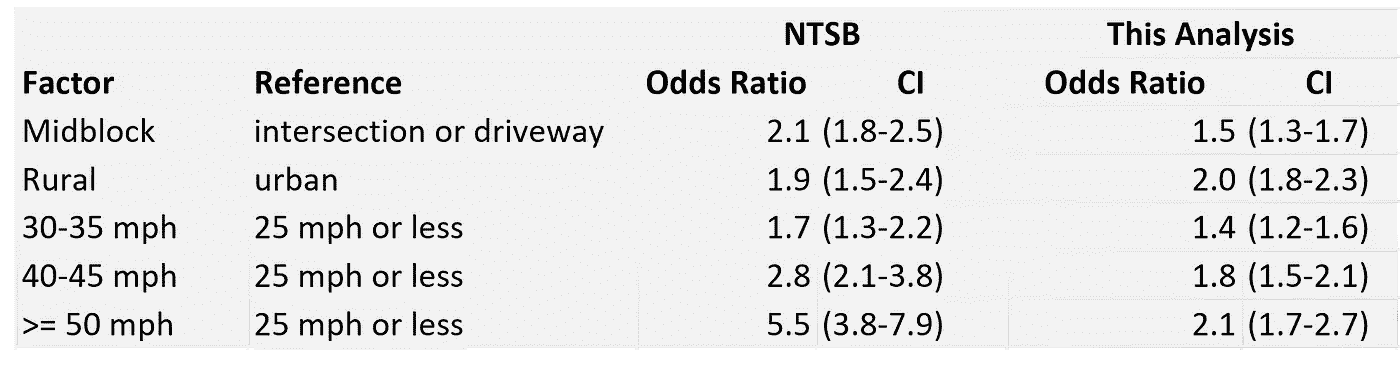 NTSB This Analysis
Factor Reference Odds Ratio CI Odds Ratio CI
Midblock intersection or driveway 2.1 (1.8-2.5) 1.5 (1.3-1.7)
Rural urban 1.9 (1.5-2.4) 2.0 (1.8-2.3)
30-35 mph 25 mph or less 1.7 (1.3-2.2) 1.4 (1.2-1.6)
40-45 mph 25 mph or less 2.8 (2.1-3.8) 1.8 (1.5-2.1)
>= 50 mph 25 mph or less 5.5 (3.8-7.9) 2.1 (1.7-2.7)